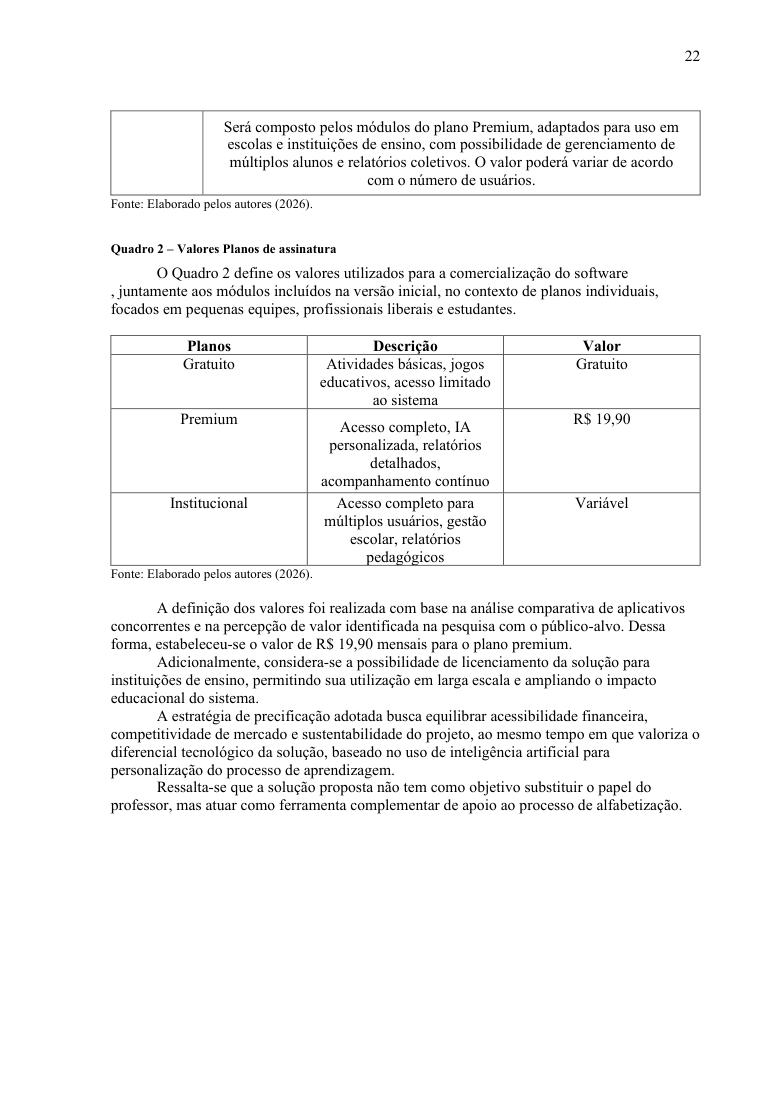 22
Será composto pelos módulos do plano Premium, adaptados para uso em
escolas e instituições de ensino, com possibilidade de gerenciamento de
múltiplos alunos e relatórios coletivos. O valor poderá variar de acordo
com o número de usuários.
Fonte: Elaborado pelos autores (2026).
Quadro 2 – Valores Planos de assinatura
O Quadro 2 define os valores utilizados para a comercialização do software
, juntamente aos módulos incluídos na versão inicial, no contexto de planos individuais,
focados em pequenas equipes, profissionais liberais e estudantes.
Planos Descrição Valor
Gratuito Atividades básicas, jogos Gratuito
educativos, acesso limitado
ao sistema
Premium R$ 19,90
Acesso completo, IA
personalizada, relatórios
detalhados,
acompanhamento contínuo
Institucional Acesso completo para Variável
múltiplos usuários, gestão
escolar, relatórios
pedagógicos
Fonte: Elaborado pelos autores (2026).
A definição dos valores foi realizada com base na análise comparativa de aplicativos
concorrentes e na percepção de valor identificada na pesquisa com o público-alvo. Dessa
forma, estabeleceu-se o valor de R$ 19,90 mensais para o plano premium.
Adicionalmente, considera-se a possibilidade de licenciamento da solução para
instituições de ensino, permitindo sua utilização em larga escala e ampliando o impacto
educacional do sistema.
A estratégia de precificação adotada busca equilibrar acessibilidade financeira,
competitividade de mercado e sustentabilidade do projeto, ao mesmo tempo em que valoriza o
diferencial tecnológico da solução, baseado no uso de inteligência artificial para
personalização do processo de aprendizagem.
Ressalta-se que a solução proposta não tem como objetivo substituir o papel do
professor, mas atuar como ferramenta complementar de apoio ao processo de alfabetização.